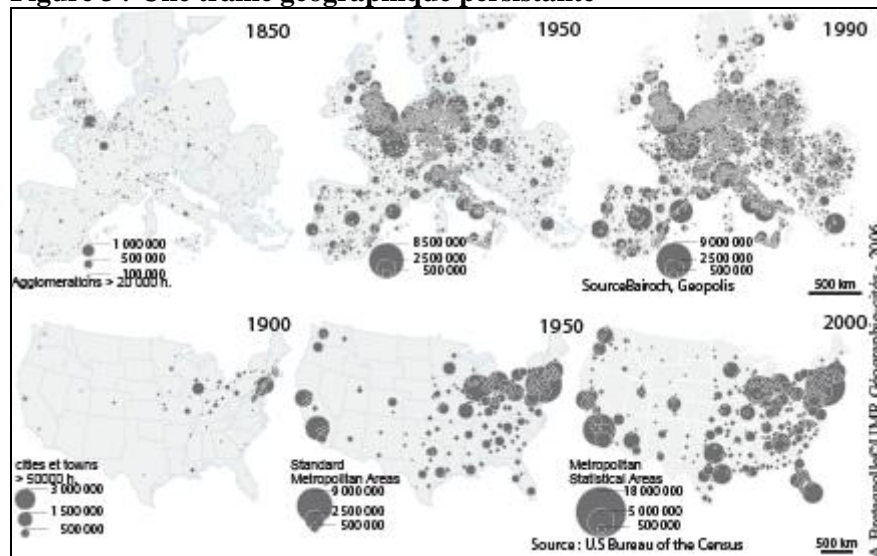 Figure 3 : Une trame géographique persistante
1850
1950
1990
1 000 000
500 000
100 000
Agglomerations > 20 000 h.
8 500 000
2500 000
500 000
9 000 000
2500 000
500 000
SourceBairoch, Geopolis
500 km
1900
1950
2000
cities et towns
> 50000 h.
3 000 000
1 500 000
500 000
Standard
Metropolitan Areas
9 000 000
2 500 000
500 000
Metropolitan
Statistical Areas
18 000 000
5 000 000
500 000
Source : U.S Bureau of the Census
500 km